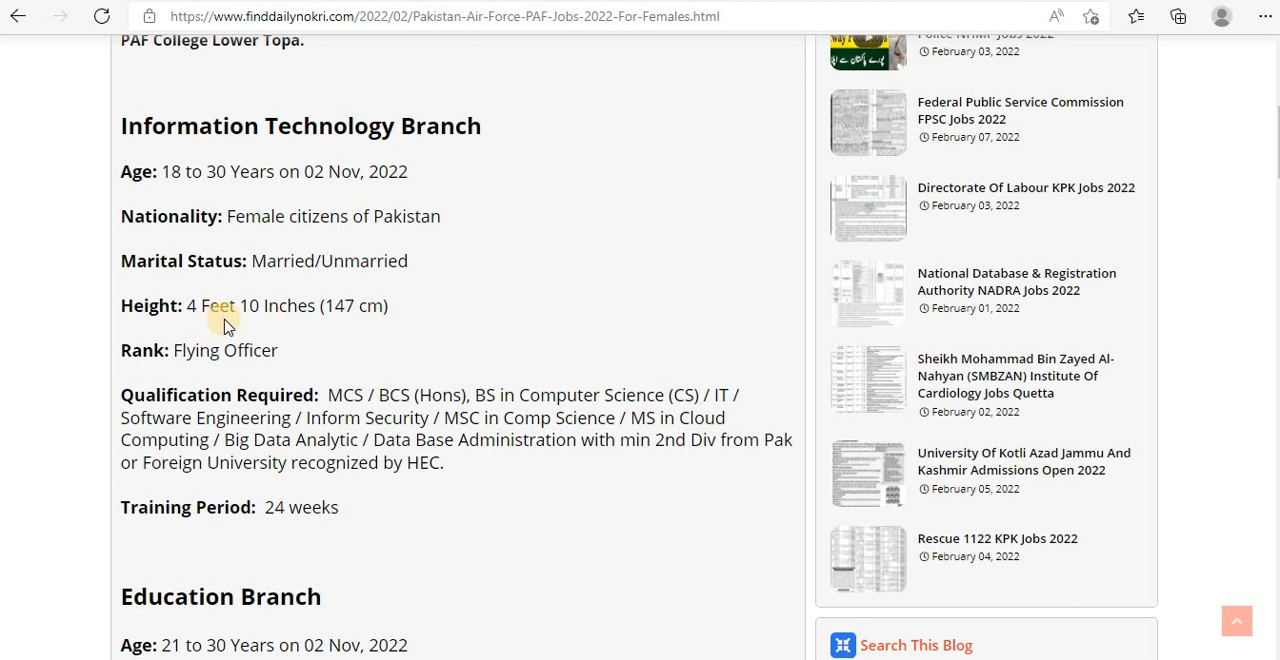 https://www.finddailynokri.com/2022/02/Pakistan-Air-Force-PAF-Jobs-2022-For-Females.html
PAF College Lower Topa.
Information Technology Branch
Age: 18 to 30 Years on 02 Nov, 2022
Nationality: Female citizens of Pakistan
Marital Status: Married/Unmarried
Height: 4 Feet 10 Inches (147 cm)
Rank: Flying Officer
Qualification Required:  MCS / BCS (Hons), BS in Computer Science (CS) / IT /
Software Engineering / Inform Security / MSC in Comp Science / MS in Cloud
Computing / Big Data Analytic / Data Base Administration with min 2nd Div from Pak
or Foreign University recognized by HEC.
Training Period:  24 weeks
Education Branch
Age: 21 to 30 Years on 02 Nov, 2022
Police NHMP Jobs 2022
February 03, 2022
Federal Public Service Commission
FPSC Jobs 2022
February 07, 2022
Directorate Of Labour KPK Jobs 2022
February 03, 2022
National Database & Registration
Authority NADRA Jobs 2022
February 01, 2022
Sheikh Mohammad Bin Zayed Al-
Nahyan (SMBZAN) Institute Of
Cardiology Jobs Quetta
February 02, 2022
University Of Kotli Azad Jammu And
Kashmir Admissions Open 2022
February 05, 2022
Rescue 1122 KPK Jobs 2022
February 04, 2022
Search This Blog